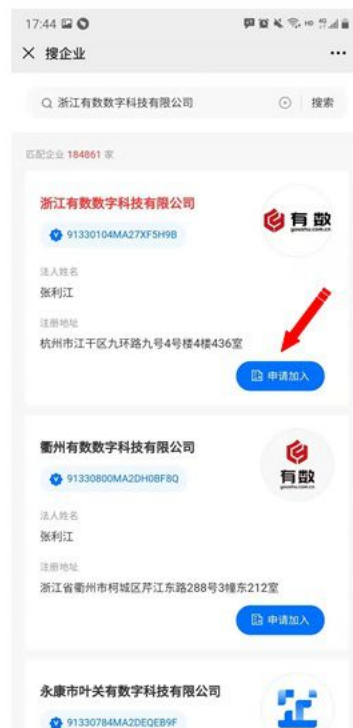 17:44
搜企业
浙江有数数字科技有限公司
搜索
匹配企业 184861 家
浙江有数数字科技有限公司
91330104MA27XF5H9B
有数
youshu.com.cn
法人姓名
张利江
注册地址
杭州市江干区九环路九号4号楼4楼436室
申请加入
衢州有数数字科技有限公司
91330800MA2DH0BF8Q
有数
youshu.com.cn
法人姓名
张利江
注册地址
浙江省衢州市柯城区芹江东路288号3幢东212室
申请加入
永康市叶关有数字科技有限公司
91330784MA2DEQEB9F